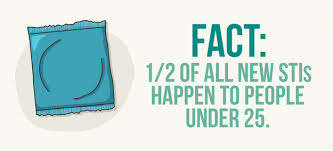 FACT:
1/2 OF ALL NEW STIs
HAPPEN TO PEOPLE
UNDER 25.